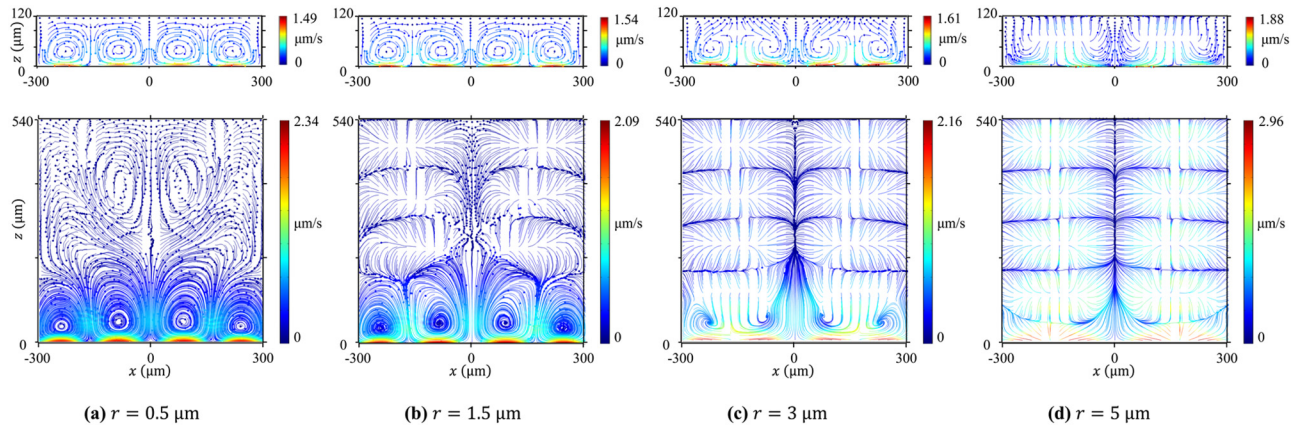 120 1.49 120 1.54 120 1.61 120 1.88
z (μm) μm/s μm/s μm/s μm/s
0 0 0 0 0 0 0 0
-300 0 300 -300 0 300 -300 0 300 -300 0 300
540 2.34 540 2.09 540 2.16 540 2.96
z (μm) μm/s μm/s μm/s μm/s
0 0 0 0 0 0 0 0
-300 0 300 -300 0 300 -300 0 300 -300 0 300
x (μm) x (μm) x (μm) x (μm)
(a) r = 0.5 μm (b) r = 1.5 μm (c) r = 3 μm (d) r = 5 μm